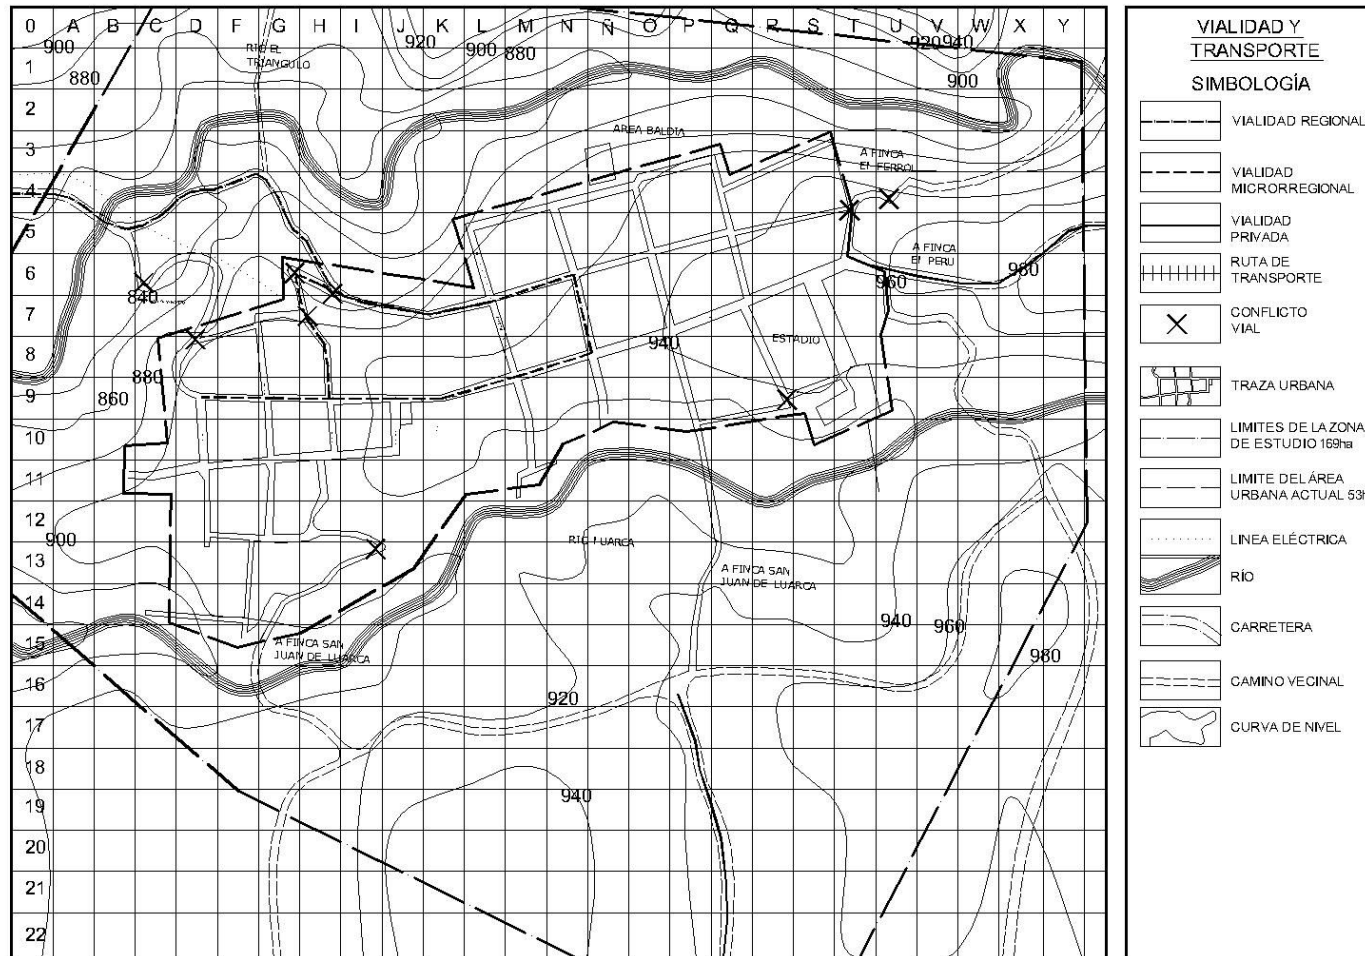 0 A B C D F G H I J K L M N Ñ O P Q R S T U V W X Y
900 920 900 880 920 940
RIO EL
TRIANGULO
1
880
900
2
AREA BALDIA
3
A FINCA
El FERROL
4
5
A FINCA
El PERU
6
840
960
980
7
8
940
ESTADIO
9
860
880
10
11
12
900
RIO LUARCA
13
A FINCA SAN
JUAN DE LUARCA
14
940
960
15
A FINCA SAN
JUAN DE LUARCA
980
16
920
17
18
19
940
20
21
22
VIALIDAD Y
TRANSPORTE
SIMBOLOGÍA
VIALIDAD REGIONAL
VIALIDAD
MICRORREGIONAL
VIALIDAD
PRIVADA
RUTA DE
TRANSPORTE
CONFLICTO
VIAL
TRAZA URBANA
LIMITES DE LA ZONA
DE ESTUDIO 169ha
LIMITE DEL ÁREA
URBANA ACTUAL 53h
LINEA ELÉCTRICA
RÍO
CARRETERA
CAMINO VECINAL
CURVA DE NIVEL